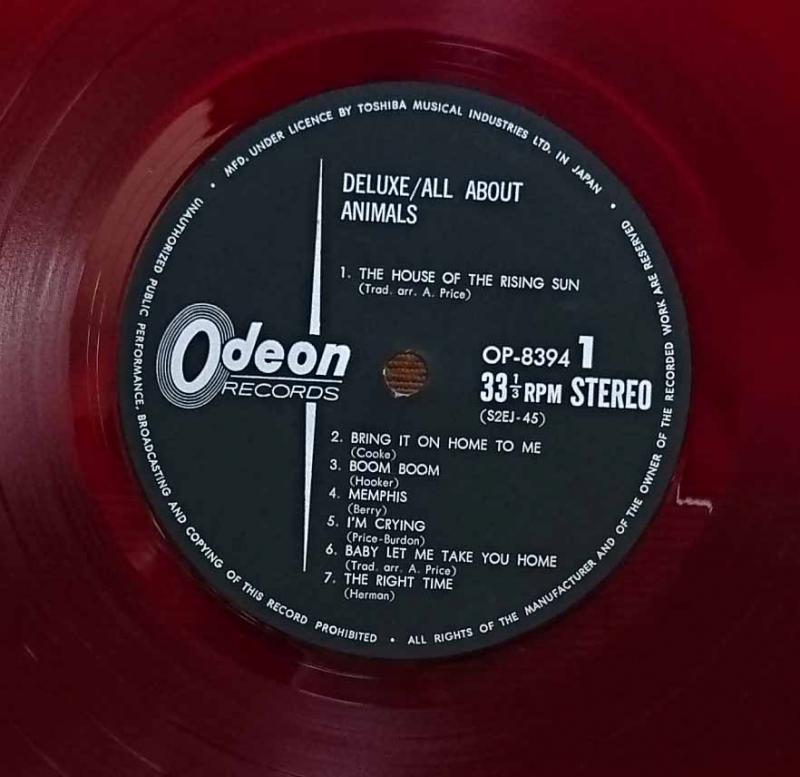 MFD. UNDER LICENCE BY TOSHIBA MUSICAL INDUSTRIES LTD. IN JAPAN •
UNAUTHORIZED PUBLIC PERFORMANCE, BROADCASTING AND COPYING OF THIS RECORD PROHIBITED • ALL RIGHTS OF THE MANUFACTURER AND OF THE OWNER OF THE RECORDED WORK ARE RESERVED •
DELUXE/ALL ABOUT
ANIMALS
1. THE HOUSE OF THE RISING SUN
(Trad. arr. A. Price)
Odeon
RECORDS
OP-8394 1
33 1/3 RPM STEREO
(S2EJ-45)
2. BRING IT ON HOME TO ME
(Cooke)
3. BOOM BOOM
(Hooker)
4. MEMPHIS
(Berry)
5. I'M CRYING
(Price-Burdon)
6. BABY LET ME TAKE YOU HOME
(Trad. arr. A. Price)
7. THE RIGHT TIME
(Herman)